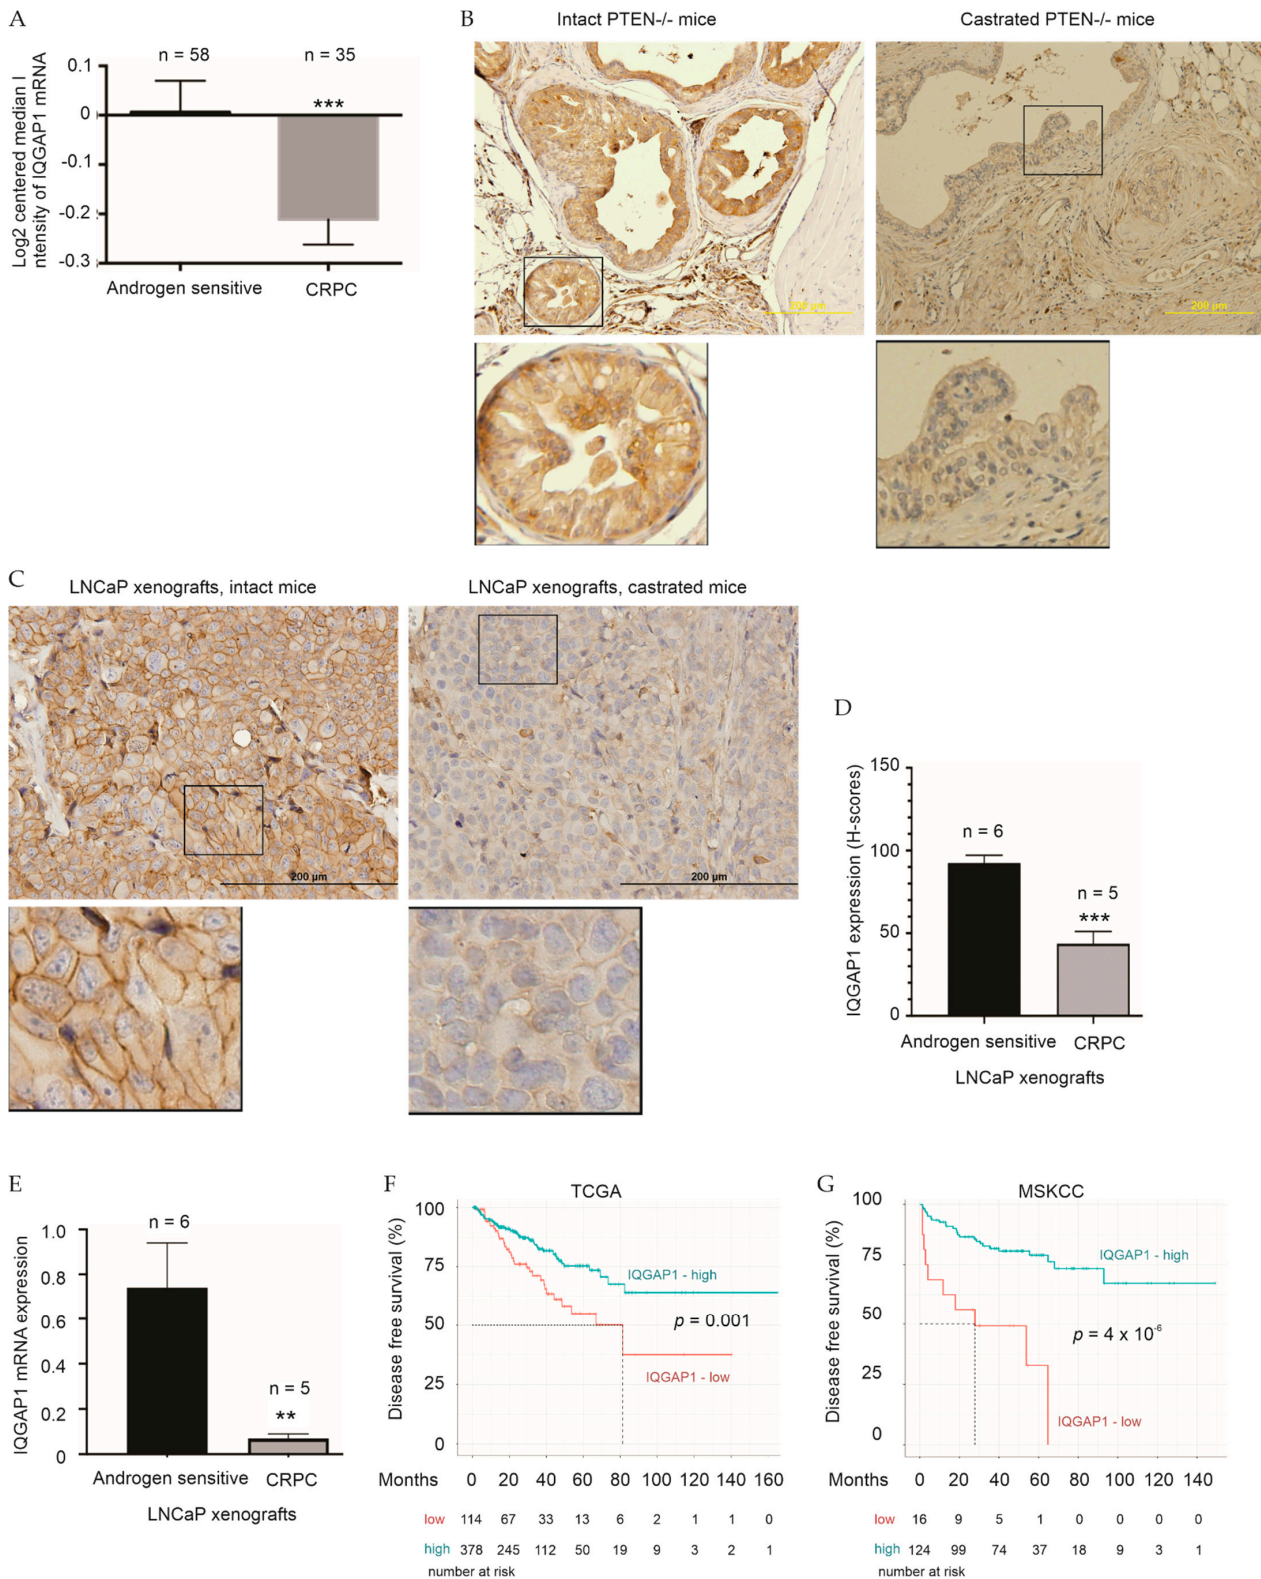 A
n = 58
n = 35
Log2 centered median I
ntensity of IQGAP1 mRNA
0.1
0
-0.1
-0.2
-0.3
***
Androgen sensitive
CRPC
B
Intact PTEN-/- mice
Castrated PTEN-/- mice
200 µm
200 µm
C
LNCaP xenografts, intact mice
LNCaP xenografts, castrated mice
200 µm
200 µm
D
IQGAP1 expression (H-scores)
150
100
50
0
n = 6
n = 5
***
Androgen sensitive
CRPC
LNCaP xenografts
E
IQGAP1 mRNA expression
1.0
0.8
0.6
0.4
0.2
0
n = 6
n = 5
**
Androgen sensitive
CRPC
LNCaP xenografts
F
TCGA
Disease free survival (%)
100
75
50
25
0
IQGAP1 - high
p = 0.001
IQGAP1 - low
Months 0 20 40 60 80 100 120 140 160
low 114 67 33 13 6 2 1 1 0
high 378 245 112 50 19 9 3 2 1
number at risk
G
MSKCC
Disease free survival (%)
100
75
50
25
0
IQGAP1 - high
p = 4 x 10-6
IQGAP1 - low
Months 0 20 40 60 80 100 120 140
low 16 9 5 1 0 0 0 0
high 124 99 74 37 18 9 3 1
number at risk